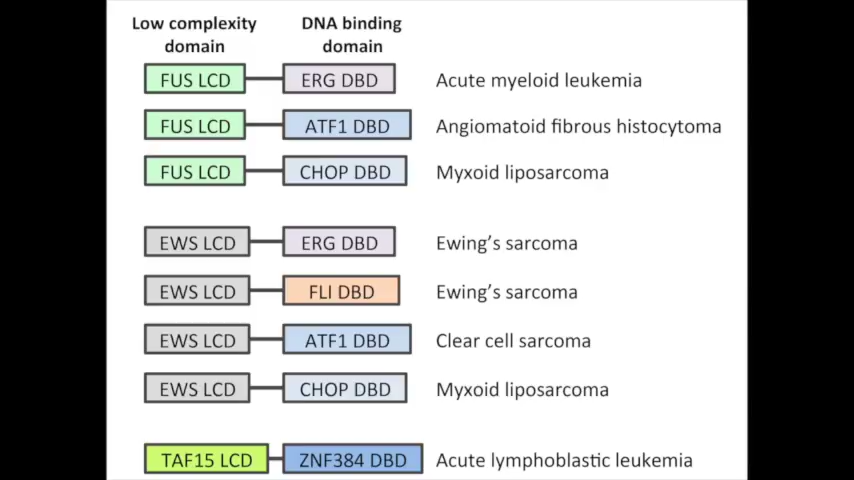 Low complexity
domain
DNA binding
domain
FUS LCD ERG DBD Acute myeloid leukemia
FUS LCD ATF1 DBD Angiomatoid fibrous histocytoma
FUS LCD CHOP DBD Myxoid liposarcoma
EWS LCD ERG DBD Ewing's sarcoma
EWS LCD FLI DBD Ewing's sarcoma
EWS LCD ATF1 DBD Clear cell sarcoma
EWS LCD CHOP DBD Myxoid liposarcoma
TAF15 LCD ZNF384 DBD Acute lymphoblastic leukemia